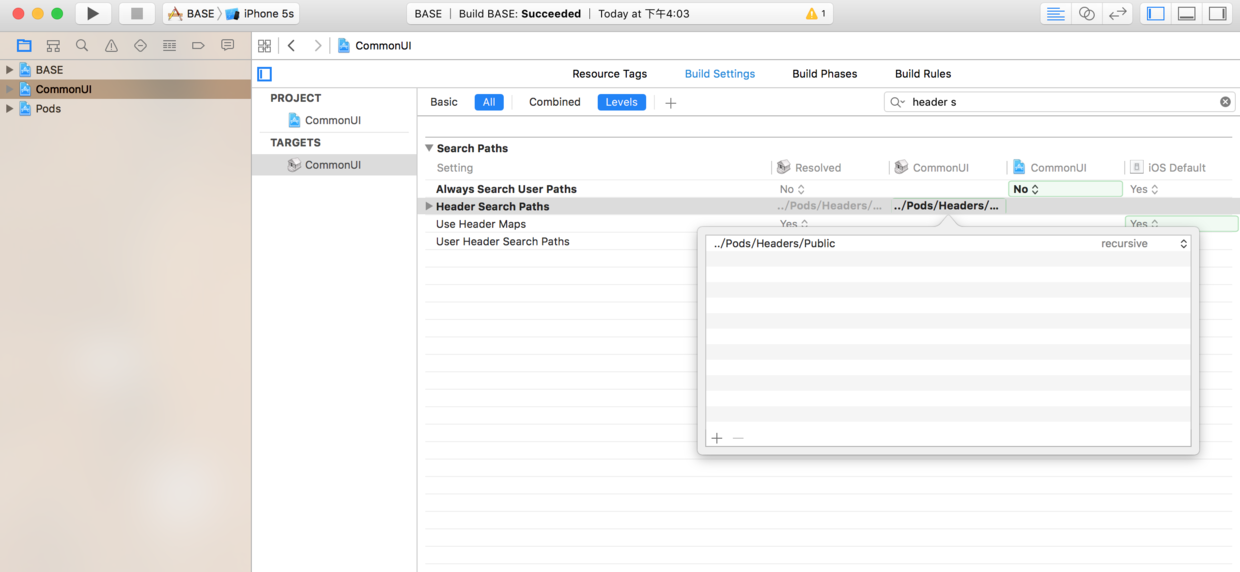 BASE iPhone 5s BASE | Build BASE: Succeeded | Today at 下午4:03 1
CommonUI
BASE
CommonUI
Pods
Resource Tags Build Settings Build Phases Build Rules
PROJECT
CommonUI
TARGETS
CommonUI
Basic All Combined Levels header s
Search Paths
Setting Resolved CommonUI CommonUI iOS Default
Always Search User Paths No No Yes
Header Search Paths ../Pods/Headers/... ../Pods/Headers/...
Use Header Maps Yes Yes
User Header Search Paths
../Pods/Headers/Public recursive